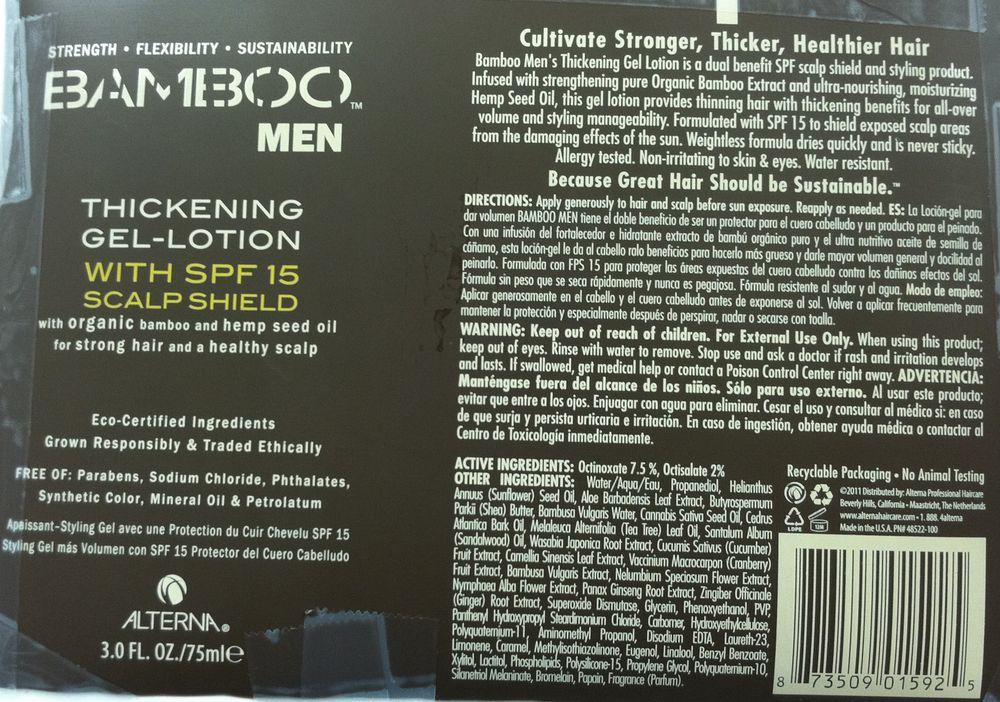 STRENGTH • FLEXIBILITY • SUSTAINABILITY
BAMBOO™
MEN
THICKENING
GEL-LOTION
WITH SPF 15
SCALP SHIELD
with organic bamboo and hemp seed oil
for strong hair and a healthy scalp
Eco-Certified Ingredients
Grown Responsibly & Traded Ethically
FREE OF: Parabens, Sodium Chloride, Phthalates,
Synthetic Color, Mineral Oil & Petrolatum
Apaissant-Styling Gel avec une Protection du Cuir Chevelu SPF 15
Styling Gel más Volumen con SPF 15 Protector del Cuero Cabelludo
ALTERNA®
3.0 FL. OZ./75ml e
Cultivate Stronger, Thicker, Healthier Hair
Bamboo Men's Thickening Gel Lotion is a dual benefit SPF scalp shield and styling product.
Infused with strengthening pure Organic Bamboo Extract and ultra-nourishing, moisturizing
Hemp Seed Oil, this gel lotion provides thinning hair with thickening benefits for all-over
volume and styling manageability. Formulated with SPF 15 to shield exposed scalp areas
from the damaging effects of the sun. Weightless formula dries quickly and is never sticky.
Allergy tested. Non-irritating to skin & eyes. Water resistant.
Because Great Hair Should be Sustainable.™
DIRECTIONS: Apply generously to hair and scalp before sun exposure. Reapply as needed. ES: La Loción-gel para
dar volumen BAMBOO MEN tiene el doble beneficio de ser un protector para el cuero cabelludo y un producto para el peinado.
Con una infusión del fortalecedor e hidratante extracto de bambú orgánico puro y el ultra nutritivo aceite de semilla de
cáñamo, esta loción-gel le da al cabello ralo beneficios para hacerlo más grueso y darle mayor volumen general y docilidad al
peinarlo. Formulada con FPS 15 para proteger las áreas expuestas del cuero cabelludo contra los dañinos efectos del sol.
Fórmula sin peso que se seca rápidamente y nunca es pegajosa. Fórmula resistente al sudor y al agua. Modo de empleo:
Aplicar generosamente en el cabello y el cuero cabelludo antes de exponerse al sol. Volver a aplicar frecuentemente para
mantener la protección y especialmente después de perspirar, nadar o secarse con toalla.
WARNING: Keep out of reach of children. For External Use Only. When using this product;
keep out of eyes. Rinse with water to remove. Stop use and ask a doctor if rash and irritation develops
and lasts. If swallowed, get medical help or contact a Poison Control Center right away. ADVERTENCIA:
Manténgase fuera del alcance de los niños. Sólo para uso externo. Al usar este producto;
evitar que entre a los ojos. Enjuagar con agua para eliminar. Cesar el uso y consultar al médico si: en caso
de que surja y persista urticaria e irritación. En caso de ingestión, obtener ayuda médica o contactar al
Centro de Toxicología inmediatamente.
ACTIVE INGREDIENTS: Octinoxate 7.5 %, Octisalate 2%
OTHER INGREDIENTS: Water/Aqua/Eau, Propanediol, Helianthus
Annuus (Sunflower) Seed Oil, Aloe Barbadensis Leaf Extract, Butyrospermum
Parkii (Shea) Butter, Bambusa Vulgaris Water, Cannabis Sativa Seed Oil, Cedrus
Atlantica Bark Oil, Melaleuca Alternifolia (Tea Tree) Leaf Oil, Santalum Album
(Sandalwood) Oil, Wasabia Japonica Root Extract, Cucumis Sativus (Cucumber)
Fruit Extract, Camellia Sinensis Leaf Extract, Vaccinium Macrocarpon (Cranberry)
Fruit Extract, Bambusa Vulgaris Extract, Nelumbium Speciosum Flower Extract,
Nymphaea Alba Flower Extract, Panax Ginseng Root Extract, Zingiber Officinale
(Ginger) Root Extract, Superoxide Dismutase, Glycerin, Phenoxyethanol, PVP,
Panthenyl Hydroxypropyl Steardimonium Chloride, Carbomer, Hydroxyethylcellulose,
Polyquaternium-11, Aminomethyl Propanol, Disodium EDTA, Laureth-23,
Limonene, Caramel, Methylisothiazolinone, Eugenol, Linalool, Benzyl Benzoate,
Xylitol, Lactitol, Phospholipids, Polysilicone-15, Propylene Glycol, Polyquaternium-10,
Silanetriol Melaninate, Bromelain, Papain, Fragrance (Parfum).
Recyclable Packaging • No Animal Testing
©2011 Distributed by: Alterna Professional Haircare
Beverly Hills, California • Maastricht, The Netherlands
www.alternahaircare.com • 1. 888. 4alterna
Made in the U.S.A. PN# 48522-100
LDPE
12M
8 73509 01592 5